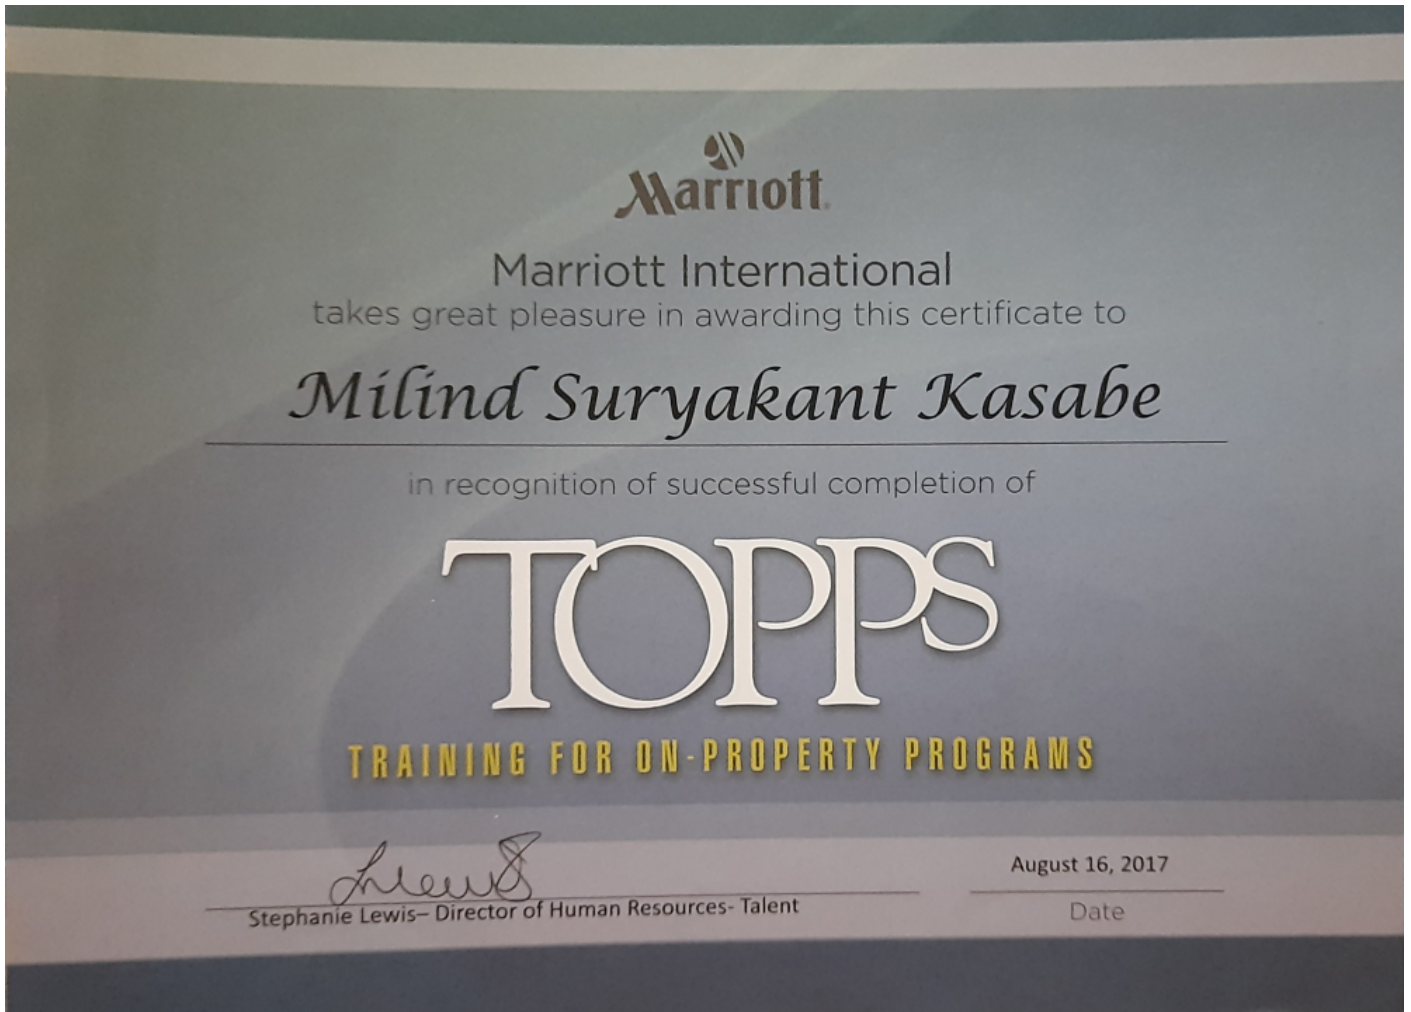 Marriott
Marriott International
takes great pleasure in awarding this certificate to
Milind Suryakant Kasabe
in recognition of successful completion of
TOPPS
TRAINING FOR ON-PROPERTY PROGRAMS
August 16, 2017
Stephanie Lewis– Director of Human Resources- Talent
Date